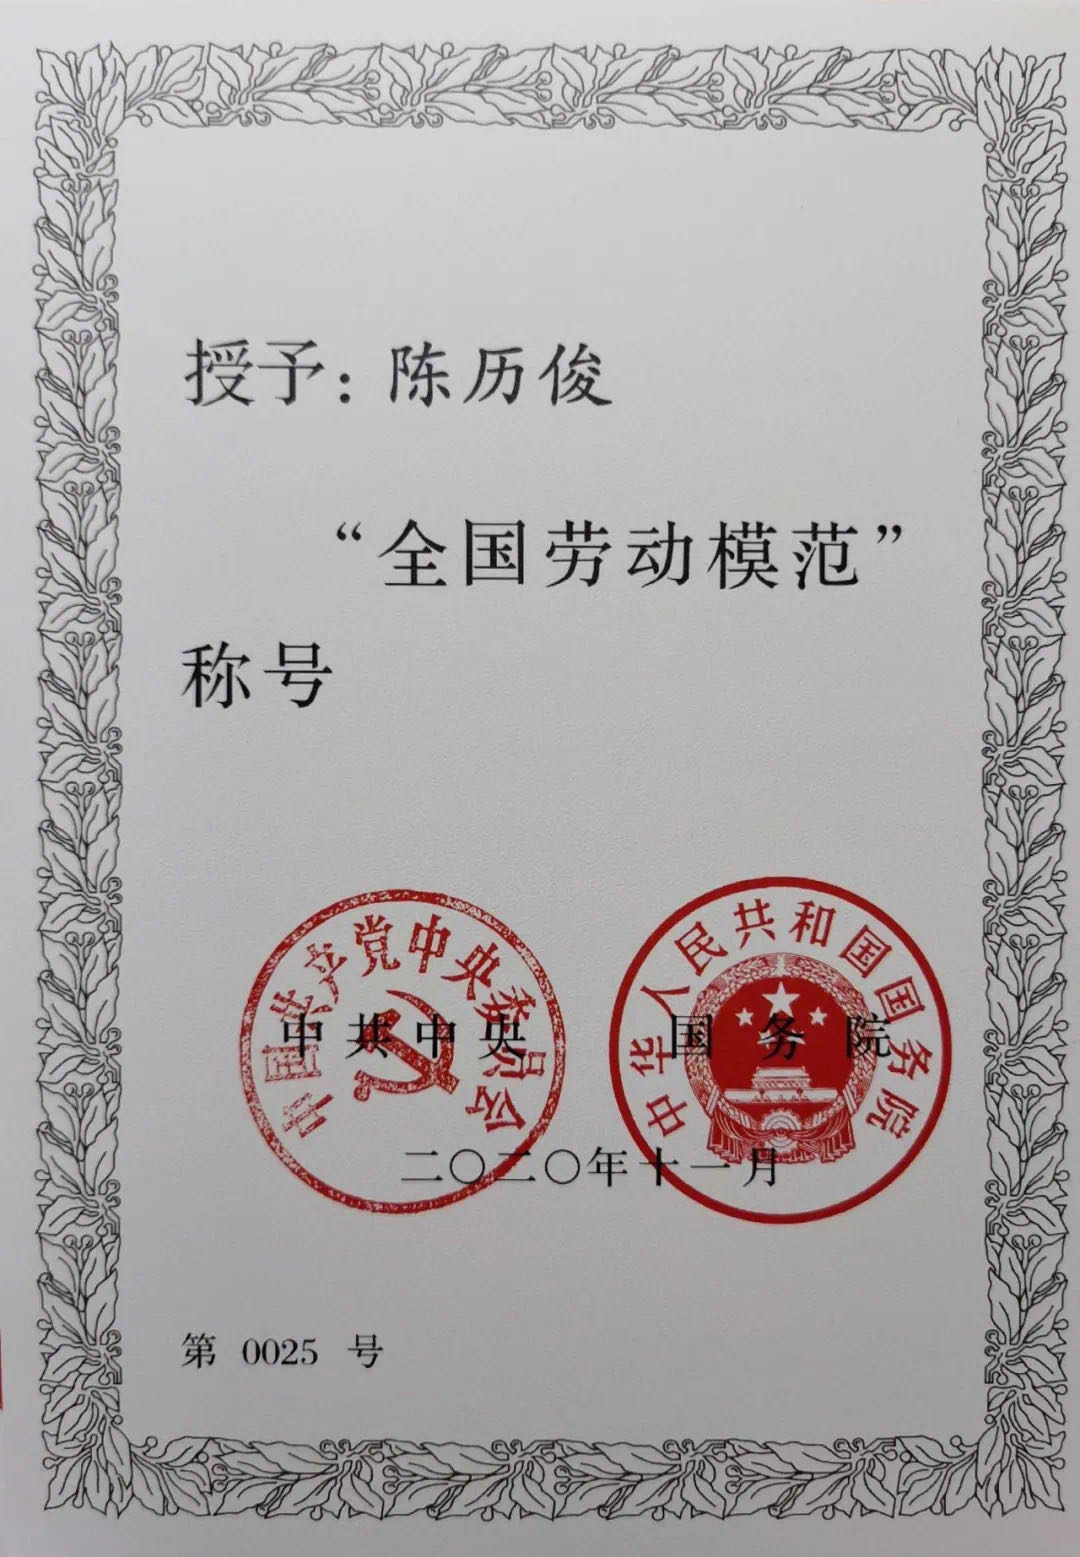 授予：陈历俊
“全国劳动模范”
称号
中国共产党中央委员会
中华人民共和国国务院
中共中央 国务院
二〇二〇年十一月
第 0025 号